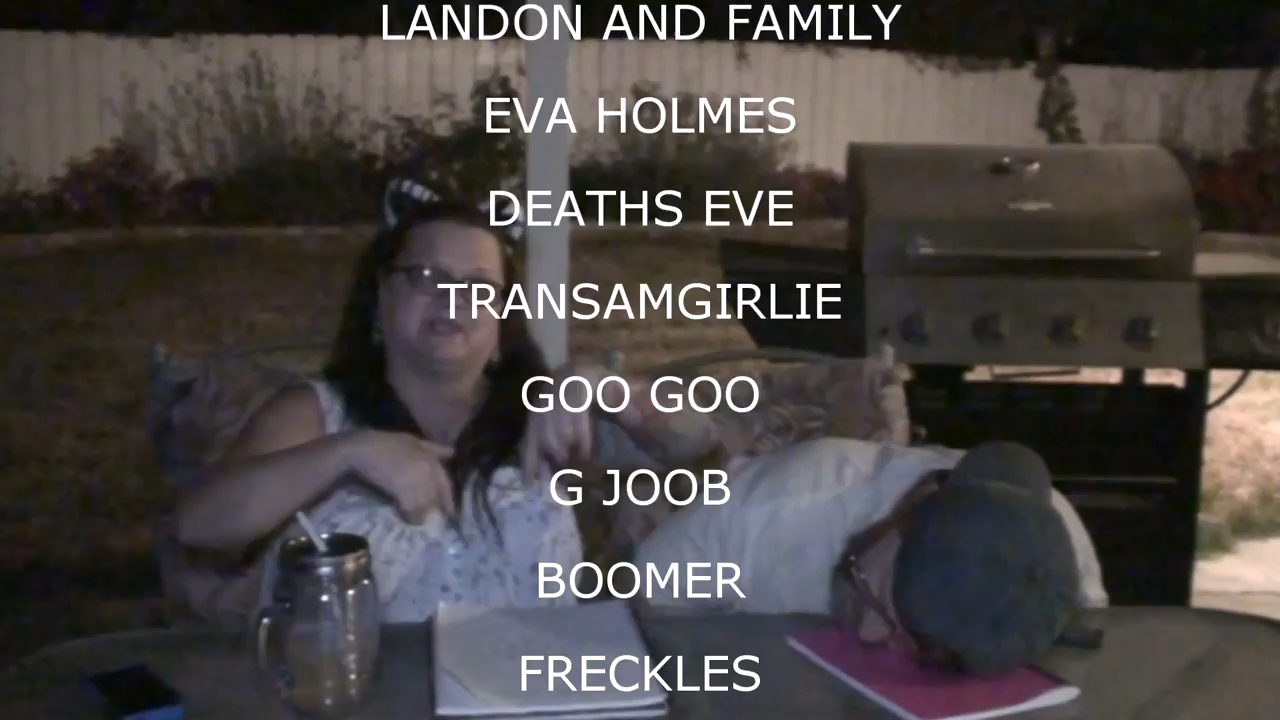 LANDON AND FAMILY
EVA HOLMES
DEATHS EVE
TRANSAMGIRLIE
GOO GOO
G JOOB
BOOMER
FRECKLES